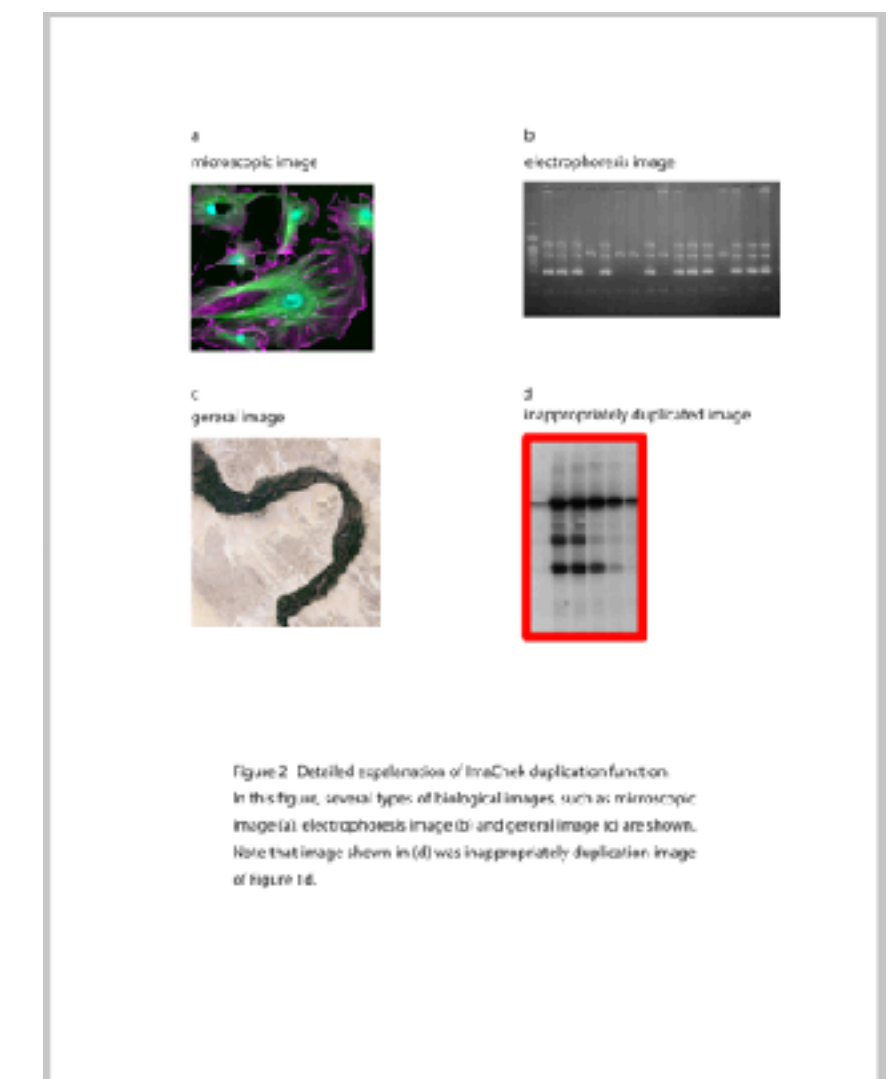 a
microscopic image
b
electrophoresis image
c
general image
d
inappropriately duplicated image
Figure 2 Detailed of ImaChek duplication function.
In this figure, several types of biological images, such as microscopic
image (a), electrophoresis image (b) and general image (c) are shown.
Note that image shown in (d) was inappropriately duplication image
of Figure 1d.